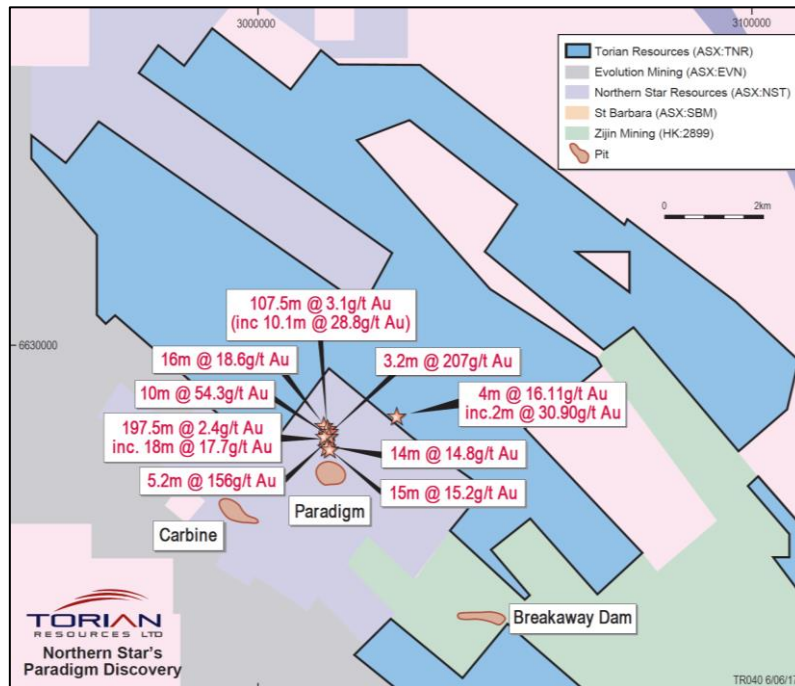 3000000
3100000
Torian Resources (ASX:TNR)
Evolution Mining (ASX:EVN)
Northern Star Resources (ASX:NST)
St Barbara (ASX:SBM)
Zijin Mining (HK:2899)
Pit
0
2km
6630000
107.5m @ 3.1g/t Au
(inc 10.1m @ 28.8g/t Au)
16m @ 18.6g/t Au
3.2m @ 207g/t Au
10m @ 54.3g/t Au
4m @ 16.11g/t Au
inc.2m @ 30.90g/t Au
197.5m @ 2.4g/t Au
inc. 18m @ 17.7g/t Au
14m @ 14.8g/t Au
5.2m @ 156g/t Au
15m @ 15.2g/t Au
Paradigm
Carbine
Breakaway Dam
TORIAN
RESOURCES LTD
Northern Star's
Paradigm Discovery
TR040 6/06/17